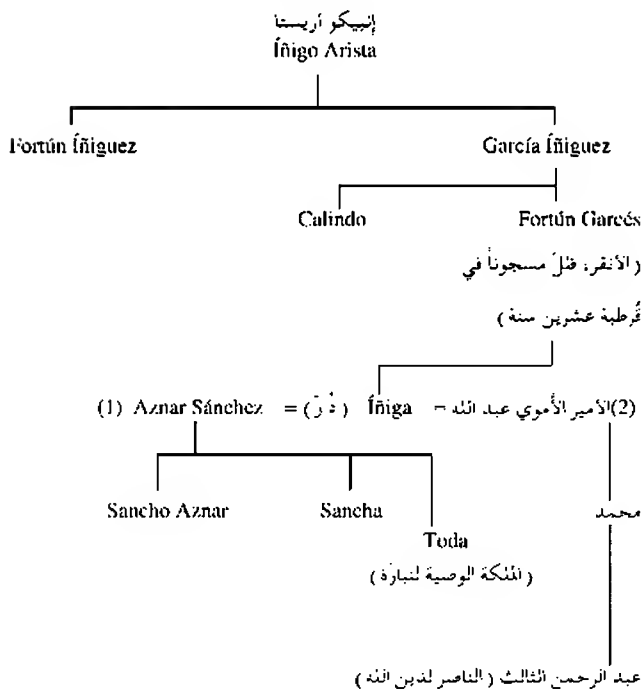 إنييكو أريستا
Íñigo Arista
Fortún Íñiguez García Íñiguez
Calindo Fortún Garcés
( الأنقر، ظلّ مسجوناً في
قُرطبة عشرين سنة )
(1) Aznar Sánchez = ( دُرّ ) Íñiga = الأمير الأموي عبد الله (2)
Sancho Aznar Sancha محمد
Toda
( الملكة الوصية لنبارّة )
عبد الرحمن الثالث ( الناصر لدين الله )